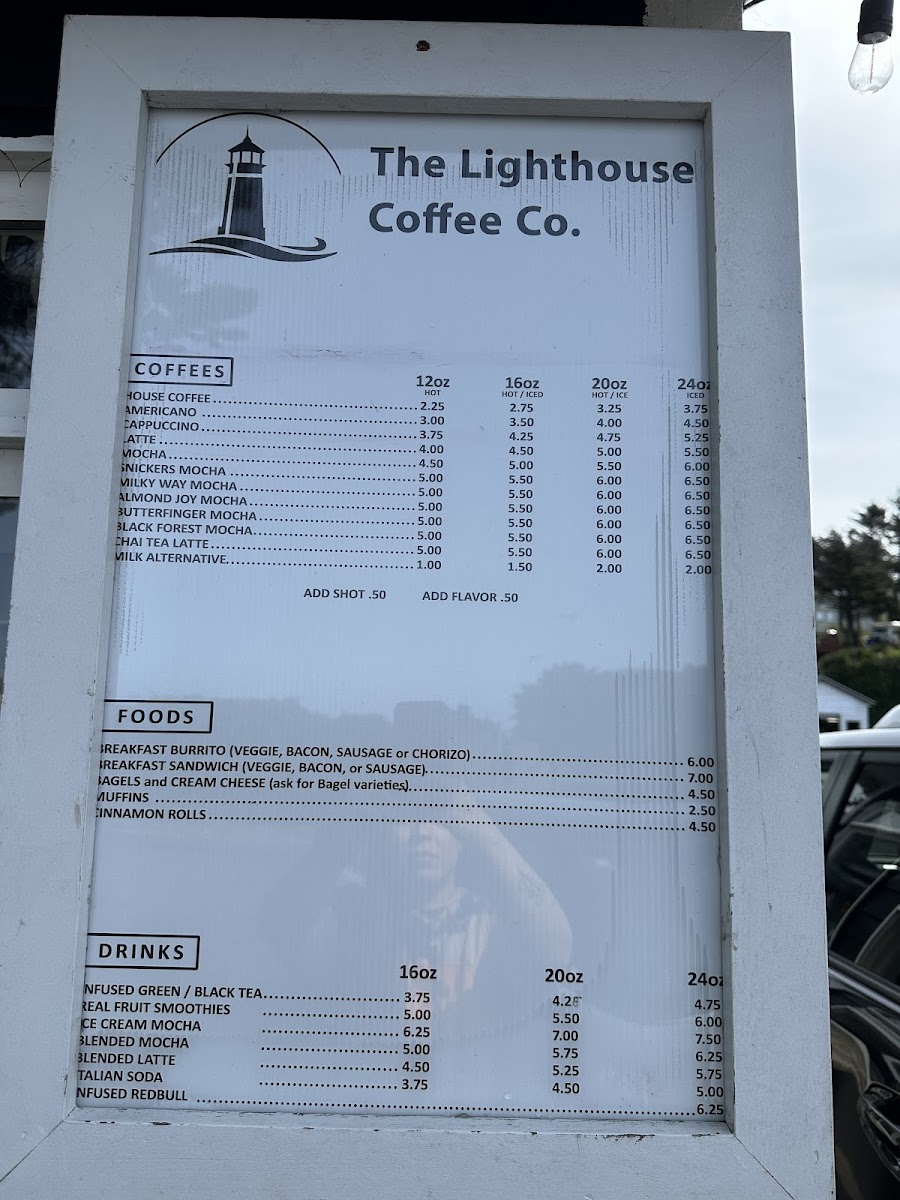 The Lighthouse
Coffee Co.
COFFEES
12oz 16oz 20oz 24oz
HOT HOT / ICED HOT / ICE ICED
HOUSE COFFEE 2.25 2.75 3.25 3.75
AMERICANO 3.00 3.50 4.00 4.50
CAPPUCCINO 3.75 4.25 4.75 5.25
LATTE 4.00 4.50 5.00 5.50
MOCHA 4.50 5.00 5.50 6.00
SNICKERS MOCHA 5.00 5.50 6.00 6.50
MILKY WAY MOCHA 5.00 5.50 6.00 6.50
ALMOND JOY MOCHA 5.00 5.50 6.00 6.50
BUTTERFINGER MOCHA 5.00 5.50 6.00 6.50
BLACK FOREST MOCHA 5.00 5.50 6.00 6.50
CHAI TEA LATTE 5.00 5.50 6.00 6.50
MILK ALTERNATIVE 1.00 1.50 2.00 2.00
ADD SHOT .50 ADD FLAVOR .50
FOODS
BREAKFAST BURRITO (VEGGIE, BACON, SAUSAGE or CHORIZO) 6.00
BREAKFAST SANDWICH (VEGGIE, BACON, or SAUSAGE) 7.00
BAGELS and CREAM CHEESE (ask for Bagel varieties) 4.50
MUFFINS 2.50
CINNAMON ROLLS 4.50
DRINKS
16oz 20oz 24oz
INFUSED GREEN / BLACK TEA 3.75 4.25 4.75
REAL FRUIT SMOOTHIES 5.00 5.50 6.00
ICE CREAM MOCHA 6.25 7.00 7.50
BLENDED MOCHA 5.00 5.75 6.25
BLENDED LATTE 4.50 5.25 5.75
ITALIAN SODA 3.75 4.50 5.00
INFUSED REDBULL 6.25